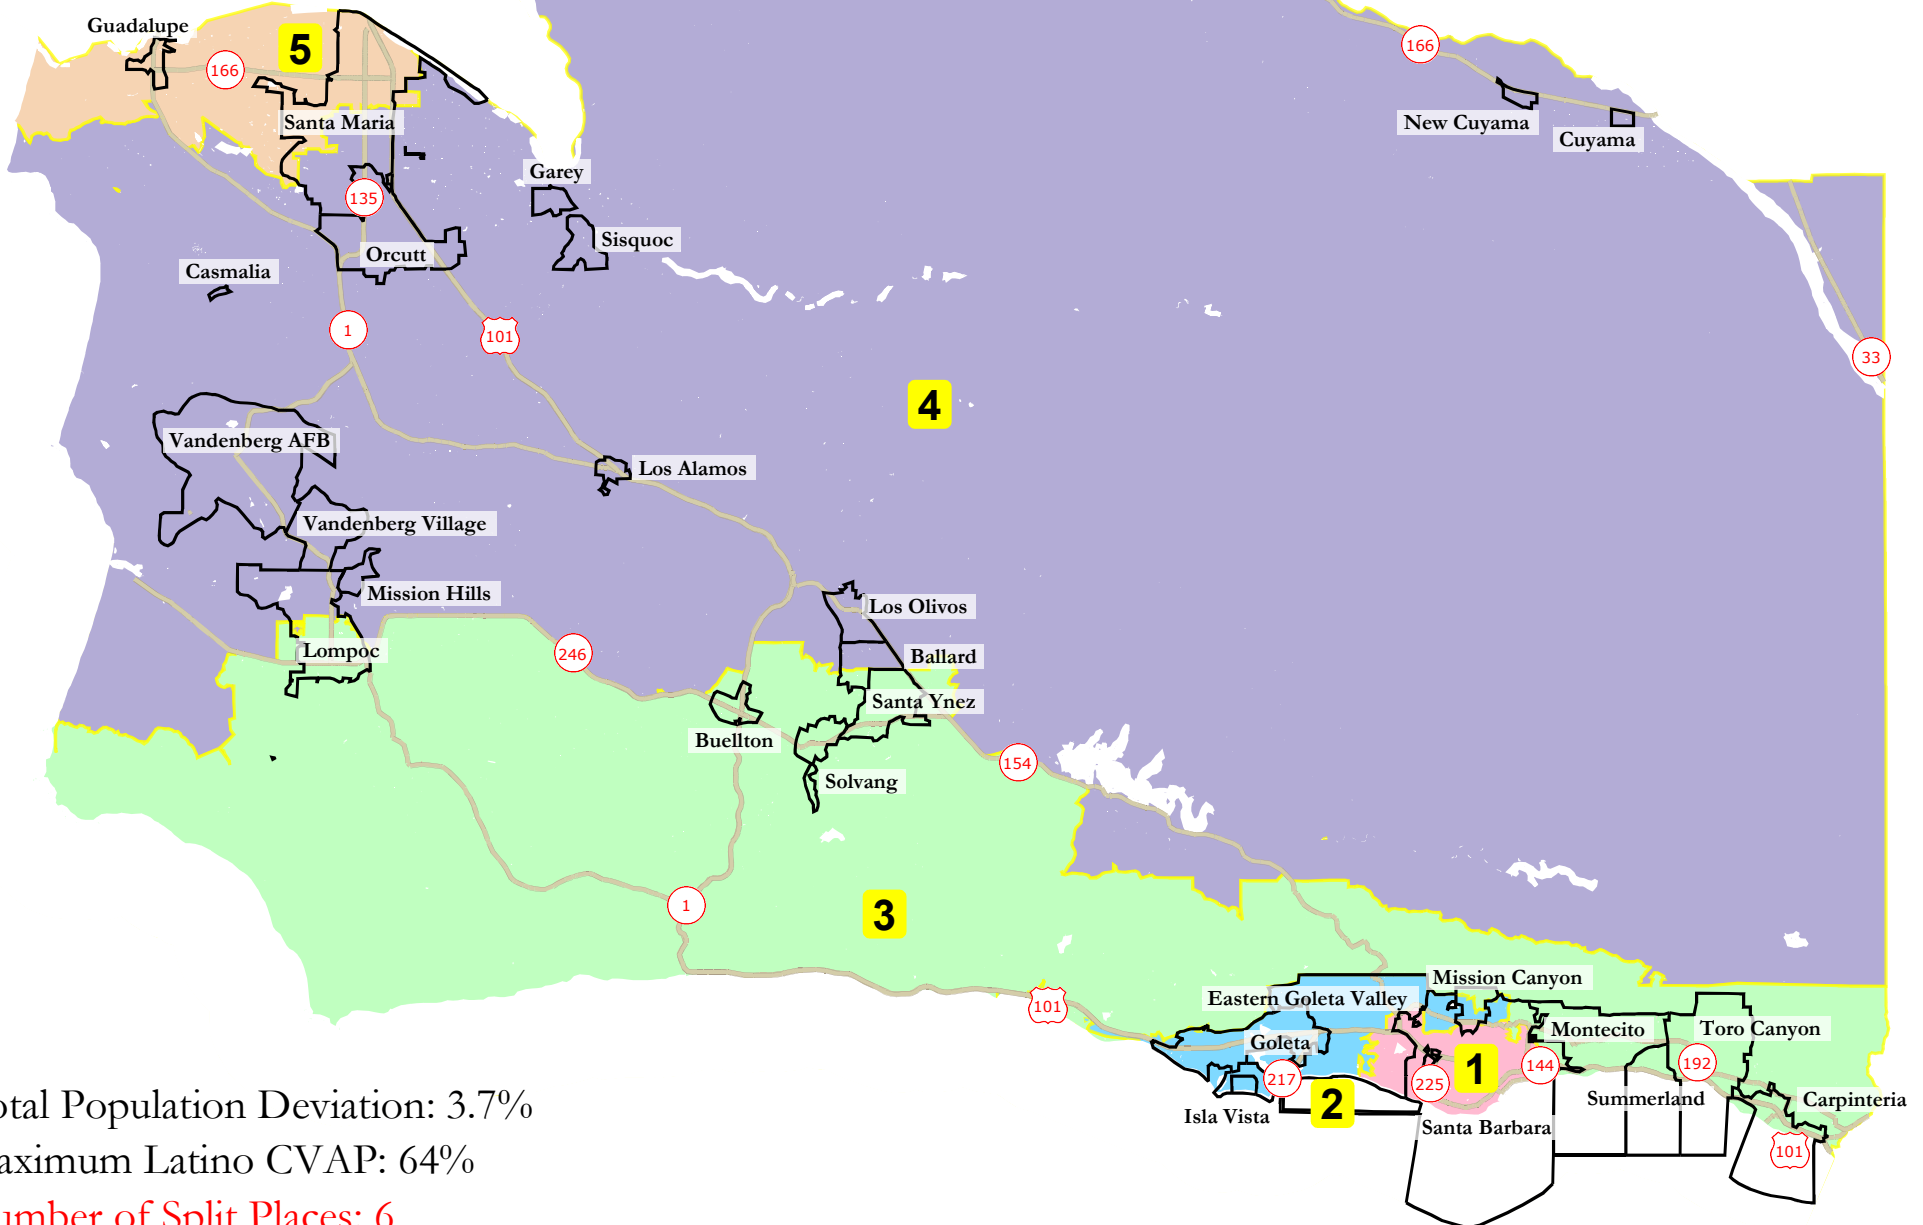 Guadalupe
5
166
166
Santa Maria
New Cuyama
Cuyama
Garey
135
Sisquoc
Orcutt
Casmalia
1
101
33
4
Vandenberg AFB
Los Alamos
Vandenberg Village
Mission Hills
Los Olivos
Lompoc
246
Ballard
Santa Ynez
Buellton
154
Solvang
1
3
Mission Canyon
Eastern Goleta Valley
101
Montecito
Toro Canyon
Goleta
1
144
192
217
225
2
Summerland
Carpinteria
Isla Vista
Santa Barbara
101
otal Population Deviation: 3.7%
aximum Latino CVAP: 64%
umber of Split Places: 6